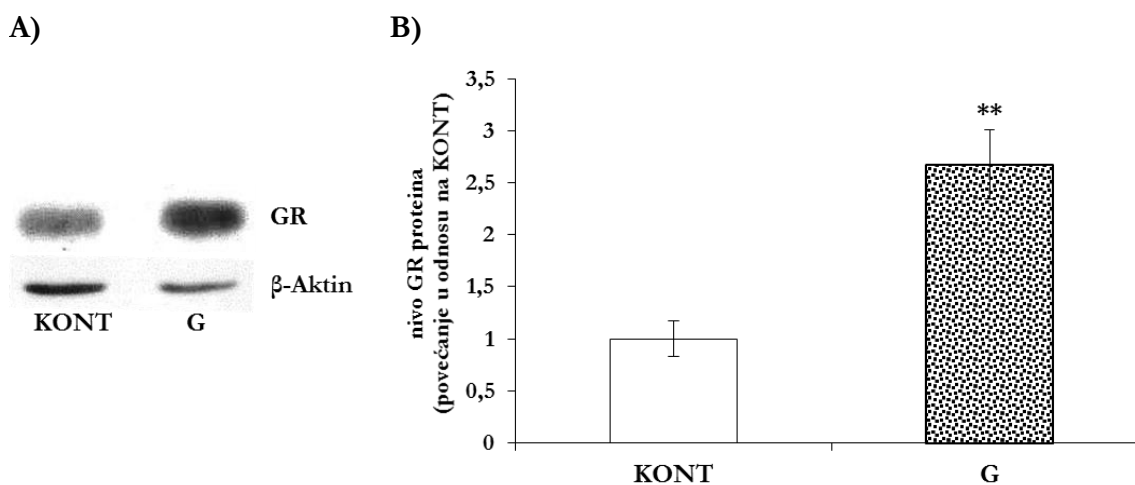 A)
GR
β-Aktin
KONT G
B)
nivo GR proteina
(povećanje u odnosu na KONT)
3,5
3
2,5
2
1,5
1
0,5
0
**
KONT G